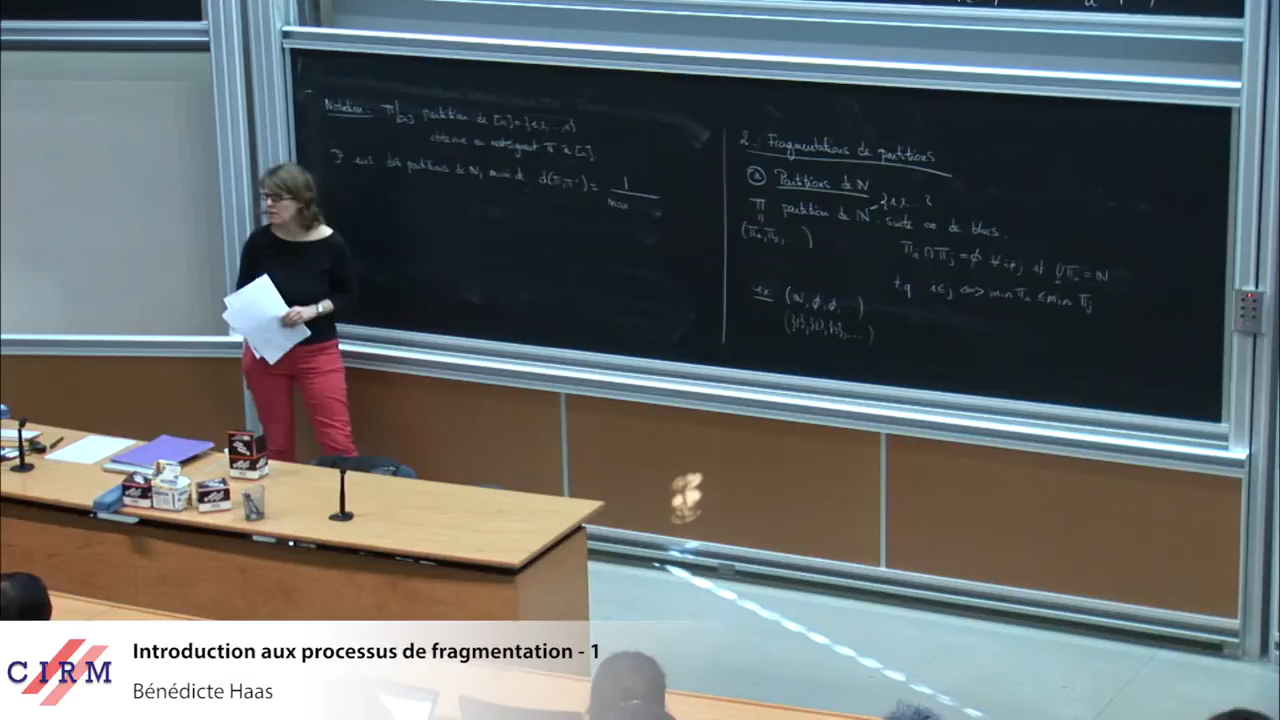 Notation: π|[n] partition de [n]={1,2,...,n}
obtenue en restreignant π à [n]
P ens des partitions de N, muni de d(π,π')= 1/max
2. Fragmentations de partitions
(a) Partitions de N
π partition de N {1,2,...} : suite ∞ de blocs.
(π₁,π₂,...)
πᵢ ∩ πⱼ = ∅ ∀ i≠j et ∪ᵢ πᵢ = N
t.q i≤j ⟺ min πᵢ ≤ min πⱼ
ex: (N, ∅, ∅, ...)
({1},{2},{3},...)
CIRM
Introduction aux processus de fragmentation - 1
Bénédicte Haas